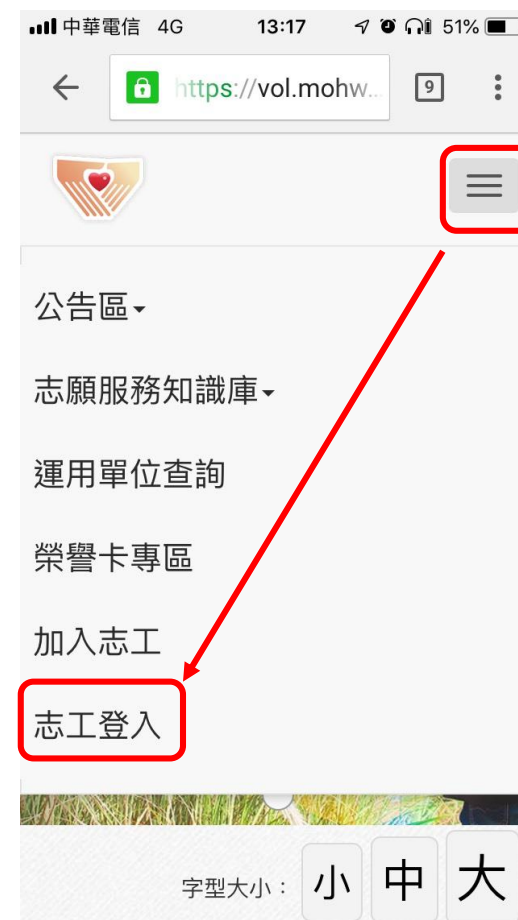 中華電信 4G 13:17 51%
https://vol.mohw... 9
公告區
志願服務知識庫
運用單位查詢
榮譽卡專區
加入志工
志工登入
字型大小: 小 中 大